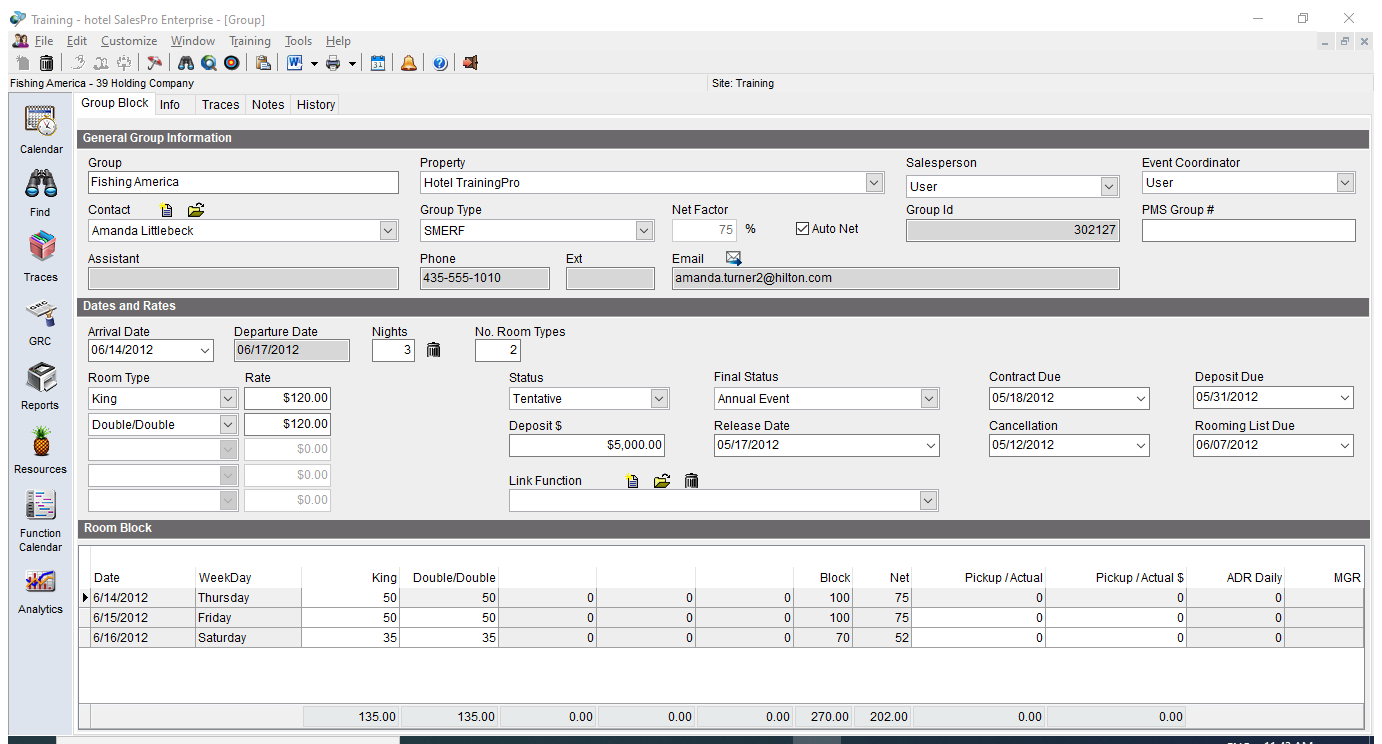 Training - hotel SalesPro Enterprise - [Group]
File Edit Customize Window Training Tools Help
Fishing America - 39 Holding Company Site: Training
Group Block Info Traces Notes History
Calendar
Find
Traces
GRC
Reports
Resources
Function
Calendar
Analytics
General Group Information
Group Property Salesperson Event Coordinator
Fishing America Hotel TrainingPro User User
Contact Group Type Net Factor Group Id PMS Group #
Amanda Littlebeck SMERF 75 % Auto Net 302127
Assistant Phone Ext Email
435-555-1010 amanda.turner2@hilton.com
Dates and Rates
Arrival Date Departure Date Nights No. Room Types
06/14/2012 06/17/2012 3 2
Room Type Rate Status Final Status Contract Due Deposit Due
King $120.00 Tentative Annual Event 05/18/2012 05/31/2012
Double/Double $120.00 Deposit $ Release Date Cancellation Rooming List Due
$0.00 $5,000.00 05/17/2012 05/12/2012 06/07/2012
$0.00 Link Function
$0.00
Room Block
Date WeekDay King Double/Double Block Net Pickup / Actual Pickup / Actual $ ADR Daily MGR
6/14/2012 Thursday 50 50 0 0 0 100 75 0 0 0
6/15/2012 Friday 50 50 0 0 0 100 75 0 0 0
6/16/2012 Saturday 35 35 0 0 0 70 52 0 0 0
135.00 135.00 0.00 0.00 0.00 270.00 202.00 0.00 0.00